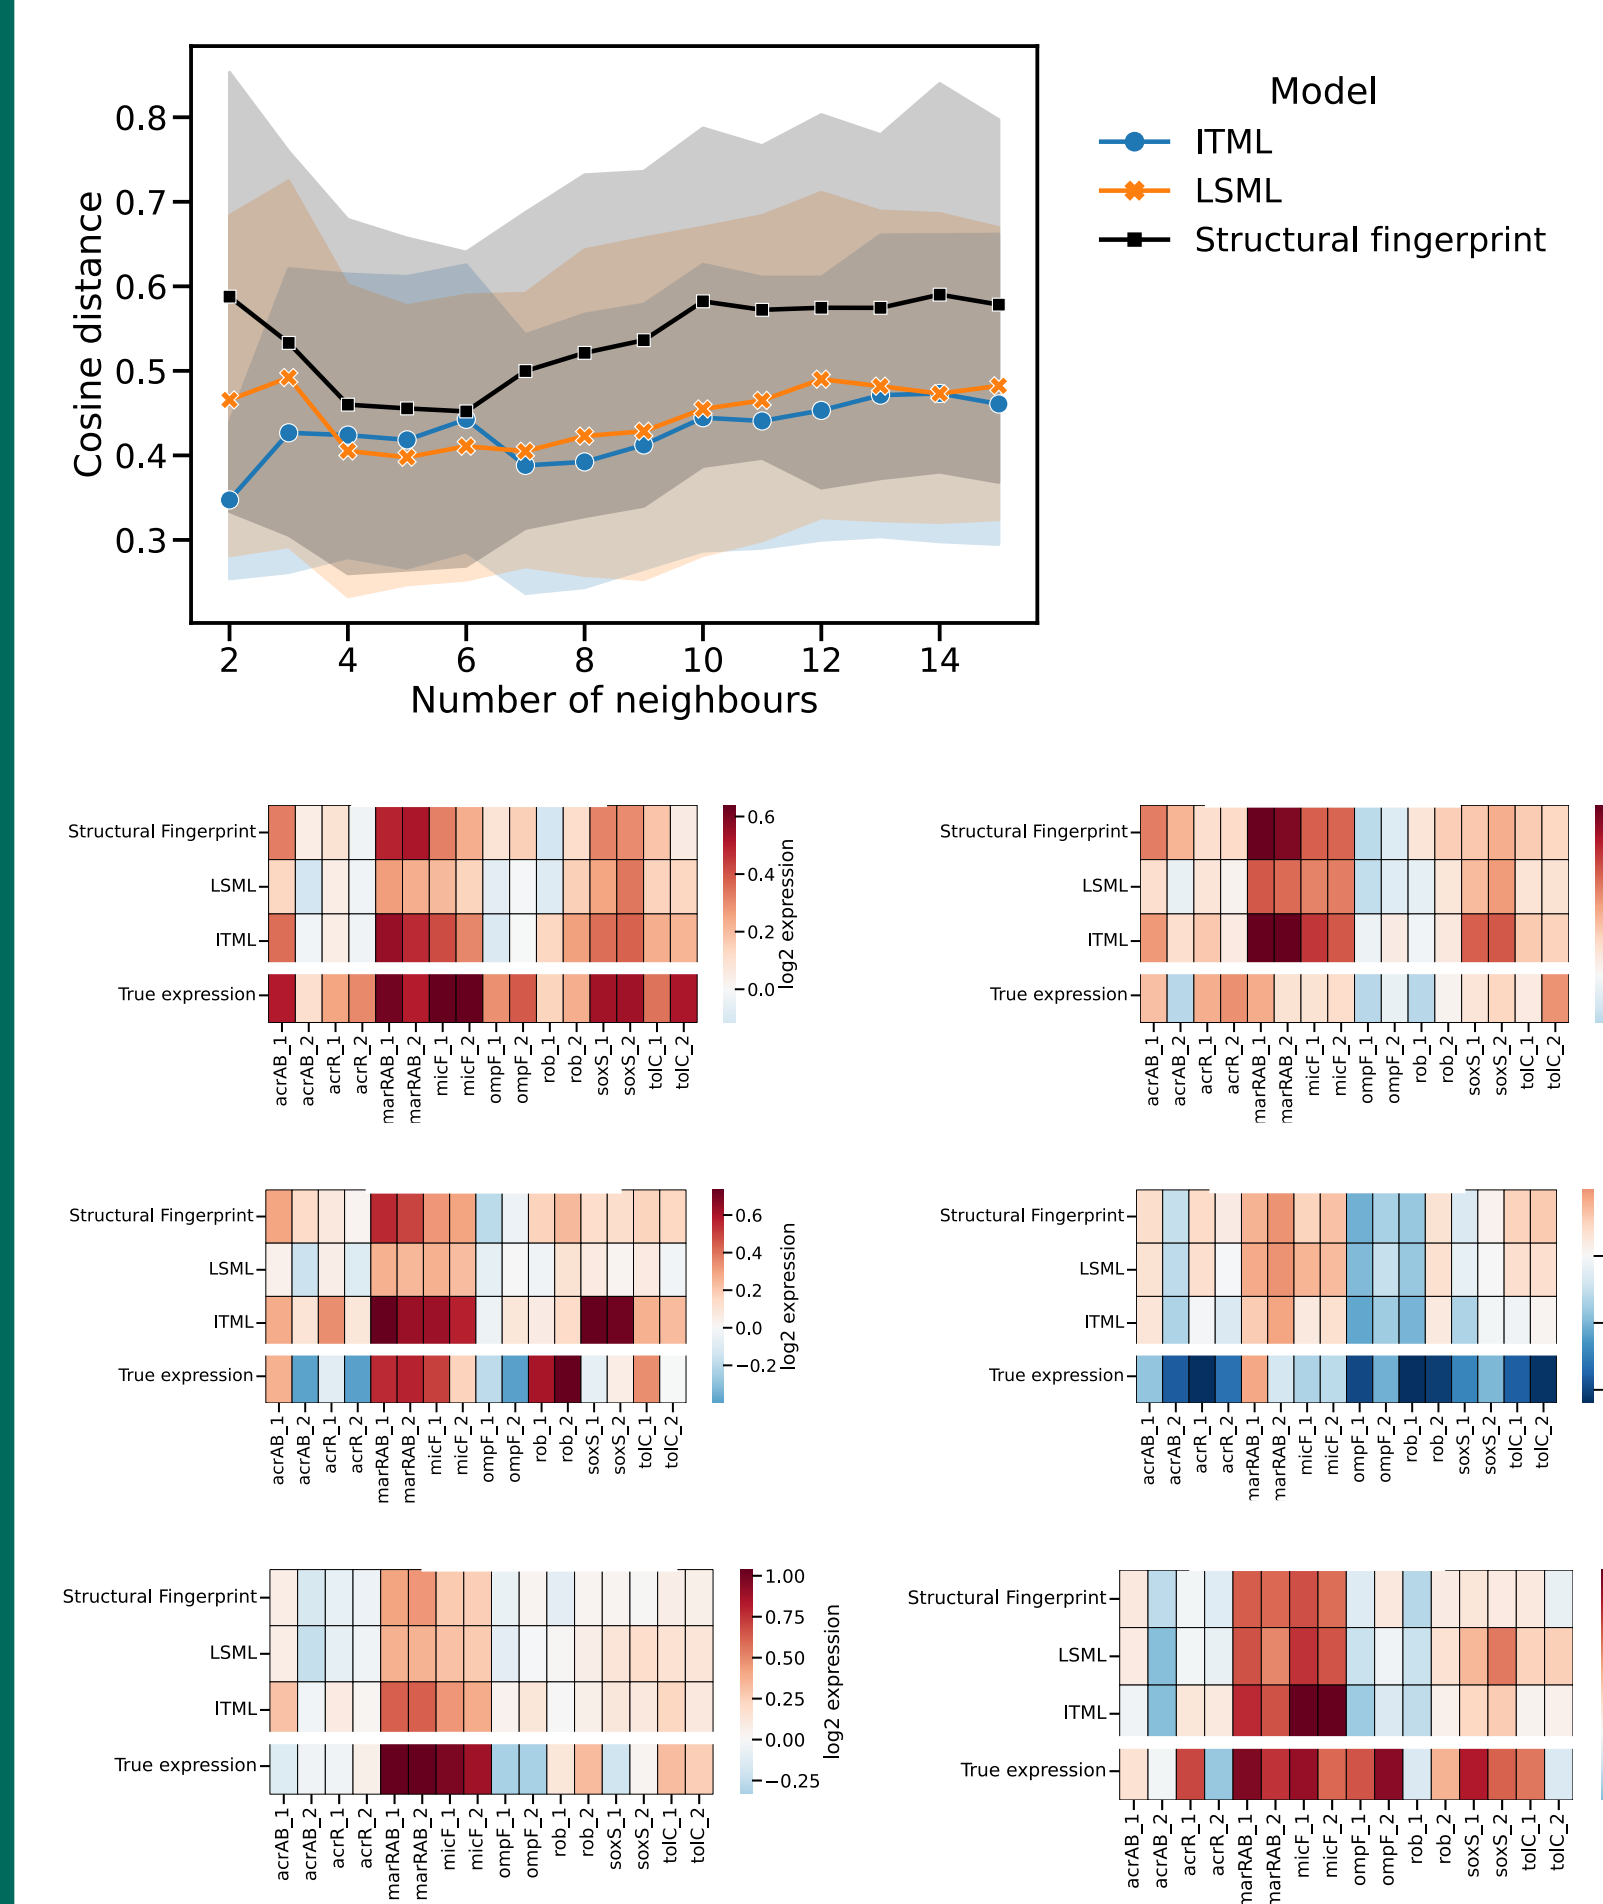 Model
ITML
LSML
Structural fingerprint
Cosine distance
0.8
0.7
0.6
0.5
0.4
0.3
2 4 6 8 10 12 14
Number of neighbours
Structural Fingerprint
LSML
ITML
True expression
acrAB_1 acrAB_2 acrR_1 acrR_2 marRAB_1 marRAB_2 micF_1 micF_2 ompF_1 ompF_2 rob_1 rob_2 soxS_1 soxS_2 tolC_1 tolC_2
0.6
0.4
0.2
0.0
log2 expression
Structural Fingerprint
LSML
ITML
True expression
acrAB_1 acrAB_2 acrR_1 acrR_2 marRAB_1 marRAB_2 micF_1 micF_2 ompF_1 ompF_2 rob_1 rob_2 soxS_1 soxS_2 tolC_1 tolC_2
Structural Fingerprint
LSML
ITML
True expression
acrAB_1 acrAB_2 acrR_1 acrR_2 marRAB_1 marRAB_2 micF_1 micF_2 ompF_1 ompF_2 rob_1 rob_2 soxS_1 soxS_2 tolC_1 tolC_2
0.6
0.4
0.2
0.0
−0.2
log2 expression
Structural Fingerprint
LSML
ITML
True expression
acrAB_1 acrAB_2 acrR_1 acrR_2 marRAB_1 marRAB_2 micF_1 micF_2 ompF_1 ompF_2 rob_1 rob_2 soxS_1 soxS_2 tolC_1 tolC_2
Structural Fingerprint
LSML
ITML
True expression
acrAB_1 acrAB_2 acrR_1 acrR_2 marRAB_1 marRAB_2 micF_1 micF_2 ompF_1 ompF_2 rob_1 rob_2 soxS_1 soxS_2 tolC_1 tolC_2
1.00
0.75
0.50
0.25
0.00
−0.25
log2 expression
Structural Fingerprint
LSML
ITML
True expression
acrAB_1 acrAB_2 acrR_1 acrR_2 marRAB_1 marRAB_2 micF_1 micF_2 ompF_1 ompF_2 rob_1 rob_2 soxS_1 soxS_2 tolC_1 tolC_2